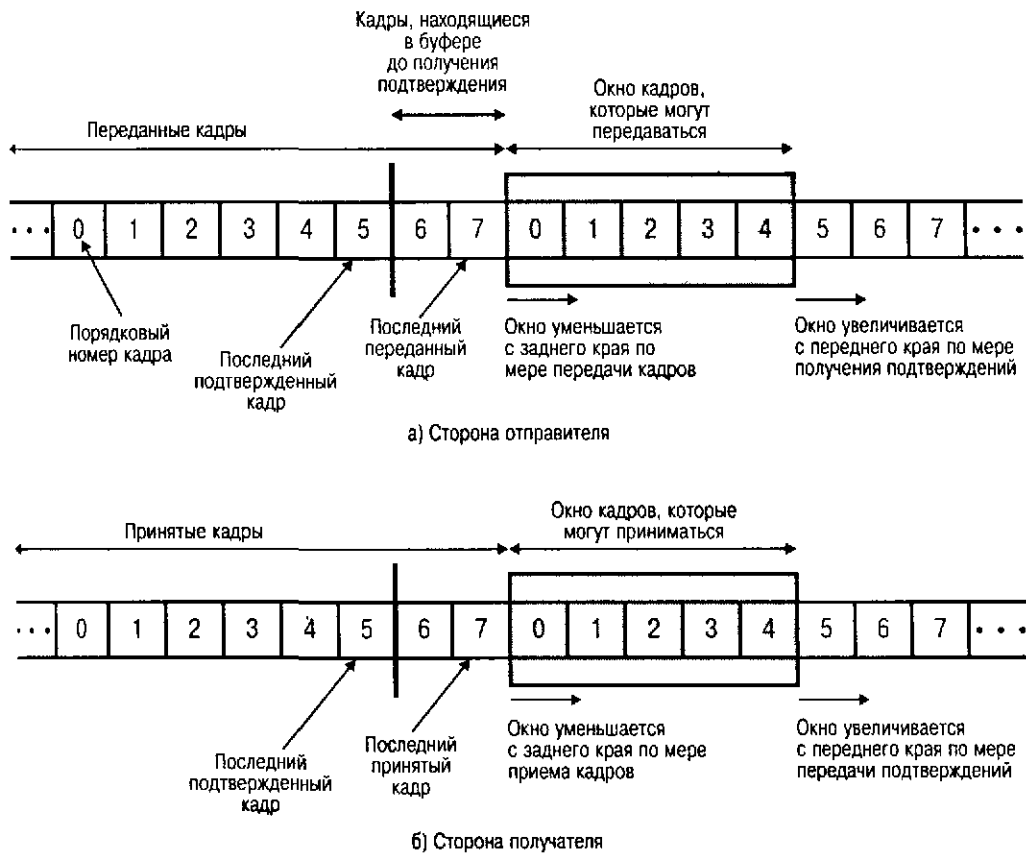 Кадры, находящиеся
в буфере
до получения
подтверждения
Окно кадров,
которые могут
передаваться
Переданные кадры
... 0 1 2 3 4 5 6 7 0 1 2 3 4 5 6 7 ...
Порядковый
номер кадра
Последний
подтвержденный
кадр
Последний
переданный
кадр
Окно уменьшается
с заднего края по
мере передачи кадров
Окно увеличивается
с переднего края по мере
получения подтверждений
а) Сторона отправителя
Принятые кадры
Окно кадров, которые
могут приниматься
... 0 1 2 3 4 5 6 7 0 1 2 3 4 5 6 7 ...
Последний
подтвержденный
кадр
Последний
принятый
кадр
Окно уменьшается
с заднего края по мере
приема кадров
Окно увеличивается
с переднего края по мере
передачи подтверждений
б) Сторона получателя